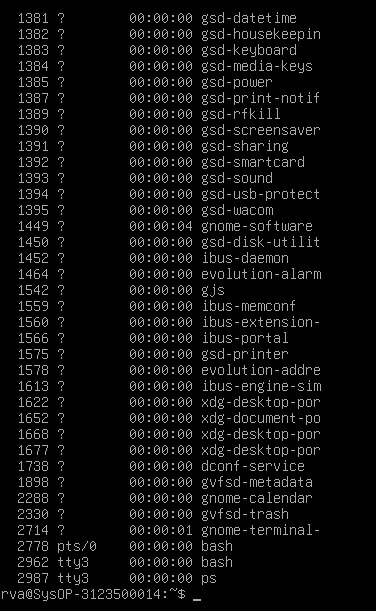 1381 ?        00:00:00 gsd-datetime
1382 ?        00:00:00 gsd-housekeepin
1383 ?        00:00:00 gsd-keyboard
1384 ?        00:00:00 gsd-media-keys
1385 ?        00:00:00 gsd-power
1387 ?        00:00:00 gsd-print-notif
1389 ?        00:00:00 gsd-rfkill
1390 ?        00:00:00 gsd-screensaver
1391 ?        00:00:00 gsd-sharing
1392 ?        00:00:00 gsd-smartcard
1393 ?        00:00:00 gsd-sound
1394 ?        00:00:00 gsd-usb-protect
1395 ?        00:00:00 gsd-wacom
1449 ?        00:00:04 gnome-software
1450 ?        00:00:00 gsd-disk-utilit
1452 ?        00:00:00 ibus-daemon
1464 ?        00:00:00 evolution-alarm
1542 ?        00:00:00 gjs
1559 ?        00:00:00 ibus-memconf
1560 ?        00:00:00 ibus-extension-
1566 ?        00:00:00 ibus-portal
1575 ?        00:00:00 gsd-printer
1578 ?        00:00:00 evolution-addre
1613 ?        00:00:00 ibus-engine-sim
1622 ?        00:00:00 xdg-desktop-por
1652 ?        00:00:00 xdg-document-po
1668 ?        00:00:00 xdg-desktop-por
1677 ?        00:00:00 xdg-desktop-por
1738 ?        00:00:00 dconf-service
1898 ?        00:00:00 gvfsd-metadata
2288 ?        00:00:00 gnome-calendar
2330 ?        00:00:00 gvfsd-trash
2714 ?        00:00:01 gnome-terminal-
2778 pts/0    00:00:00 bash
2962 tty3     00:00:00 bash
2987 tty3     00:00:00 ps
rva@SysOP-3123500014:~$ _